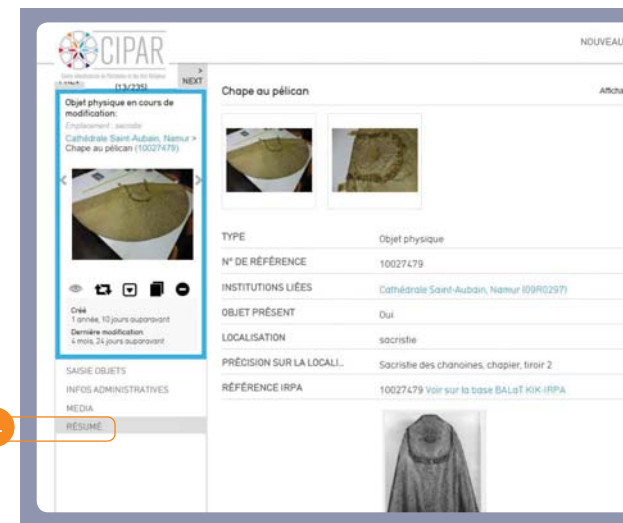 CIPAR
NOUVEAU
(13/235)
>
NEXT
Objet physique en cours de
modification:
Emplacement : sacristie
Cathédrale Saint-Aubain, Namur >
Chape au pélican (10027479)
Créé
1 année, 10 jours auparavant
Dernière modification
4 mois, 24 jours auparavant
SAISIE OBJETS
INFOS ADMINISTRATIVES
MEDIA
RÉSUMÉ
Chape au pélican
Afficha
TYPE Objet physique
N° DE RÉFÉRENCE 10027479
INSTITUTIONS LIÉES Cathédrale Saint-Aubain, Namur (09R0297)
OBJET PRÉSENT Oui
LOCALISATION sacristie
PRÉCISION SUR LA LOCALI... Sacristie des chanoines, chapier, tiroir 2
RÉFÉRENCE IRPA 10027479 Voir sur la base BALaT KIK-IRPA